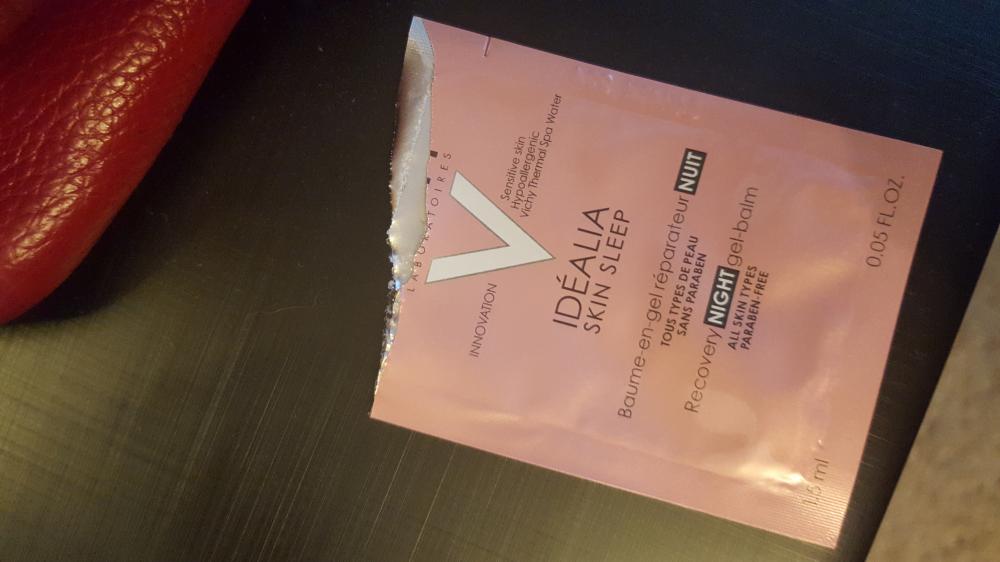 LABORATOIRES
V
INNOVATION
Sensitive skin
Hypoallergenic
Vichy Thermal Spa Water
IDÉALIA
SKIN SLEEP
Baume-en-gel réparateur NUIT
TOUS TYPES DE PEAU
SANS PARABEN
Recovery NIGHT gel-balm
ALL SKIN TYPES
PARABEN-FREE
1.5 ml
0.05 FL.OZ.